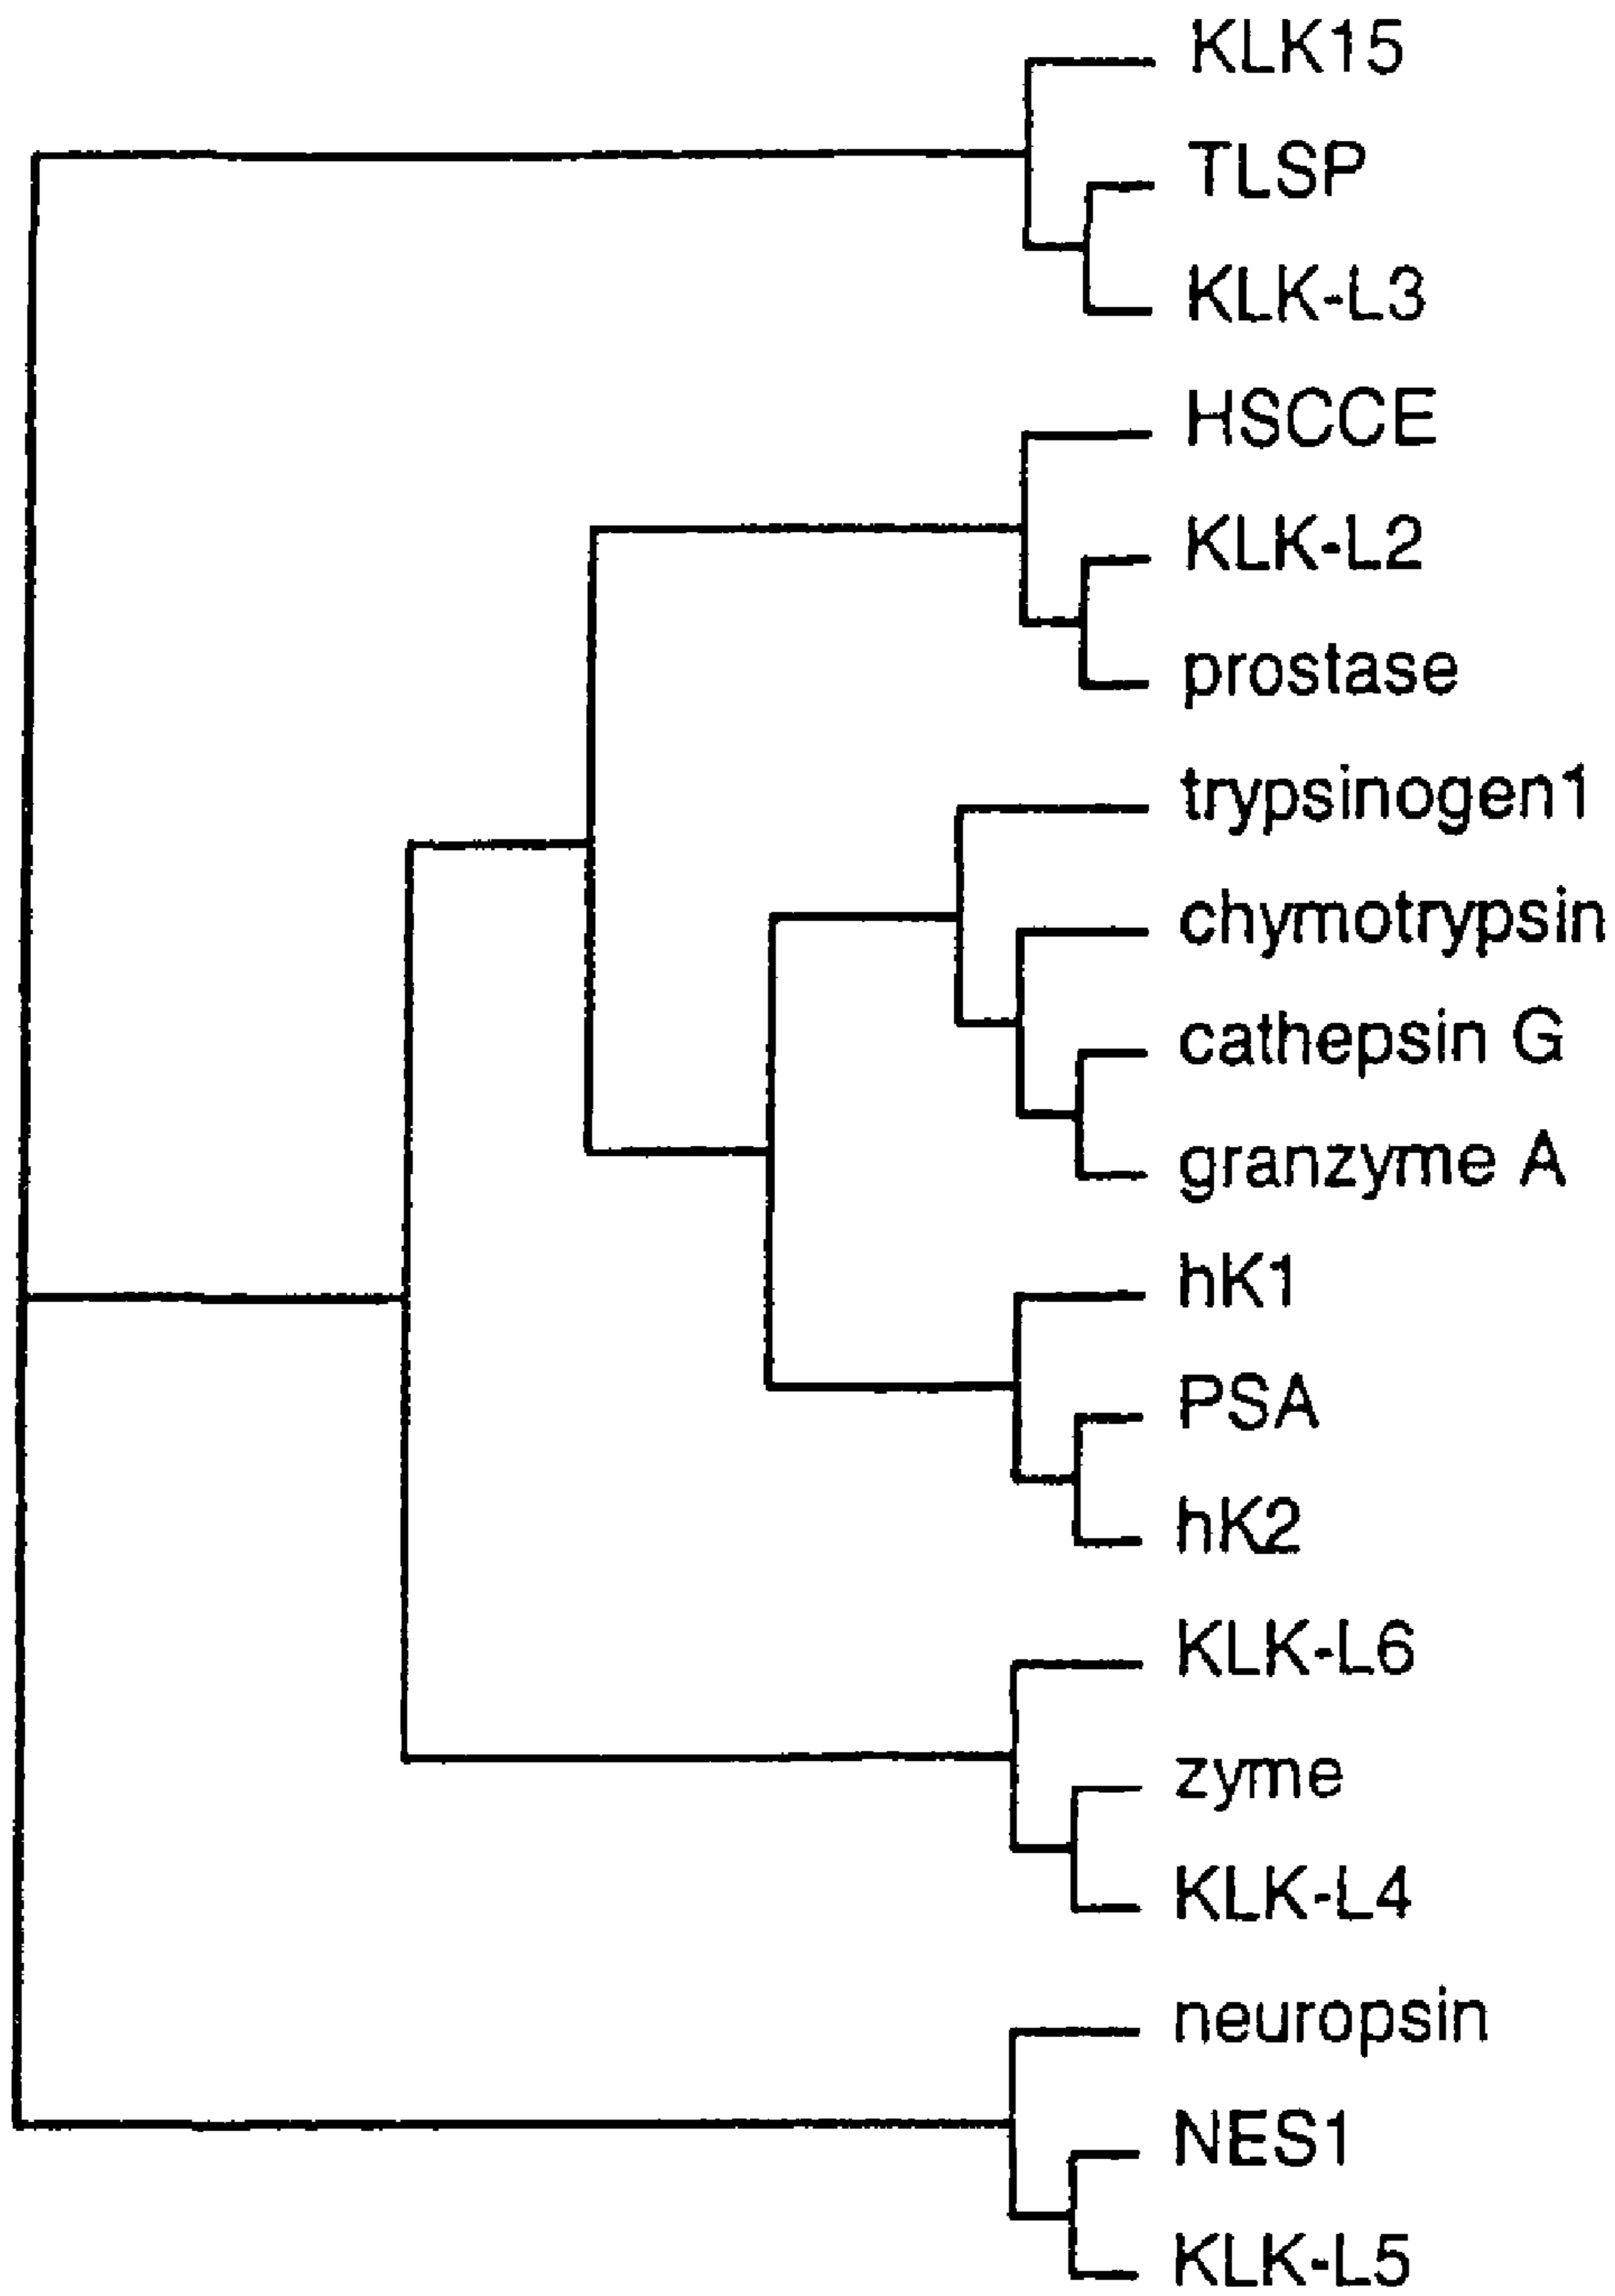 KLK15
TLSP
KLK-L3
HSCCE
KLK-L2
prostase
trypsinogen1
chymotrypsin
cathepsin G
granzyme A
hK1
PSA
hK2
KLK-L6
zyme
KLK-L4
neuropsin
NES1
KLK-L5